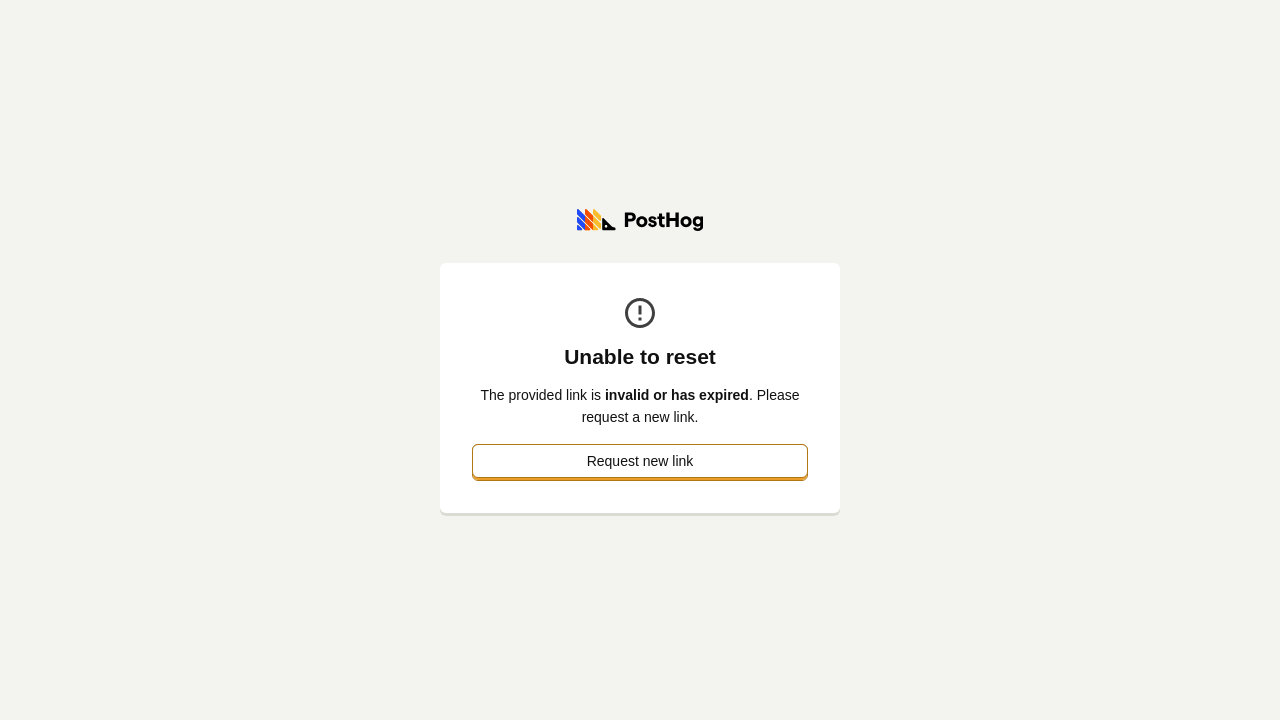 PostHog
Unable to reset
The provided link is invalid or has expired. Please
request a new link.
Request new link